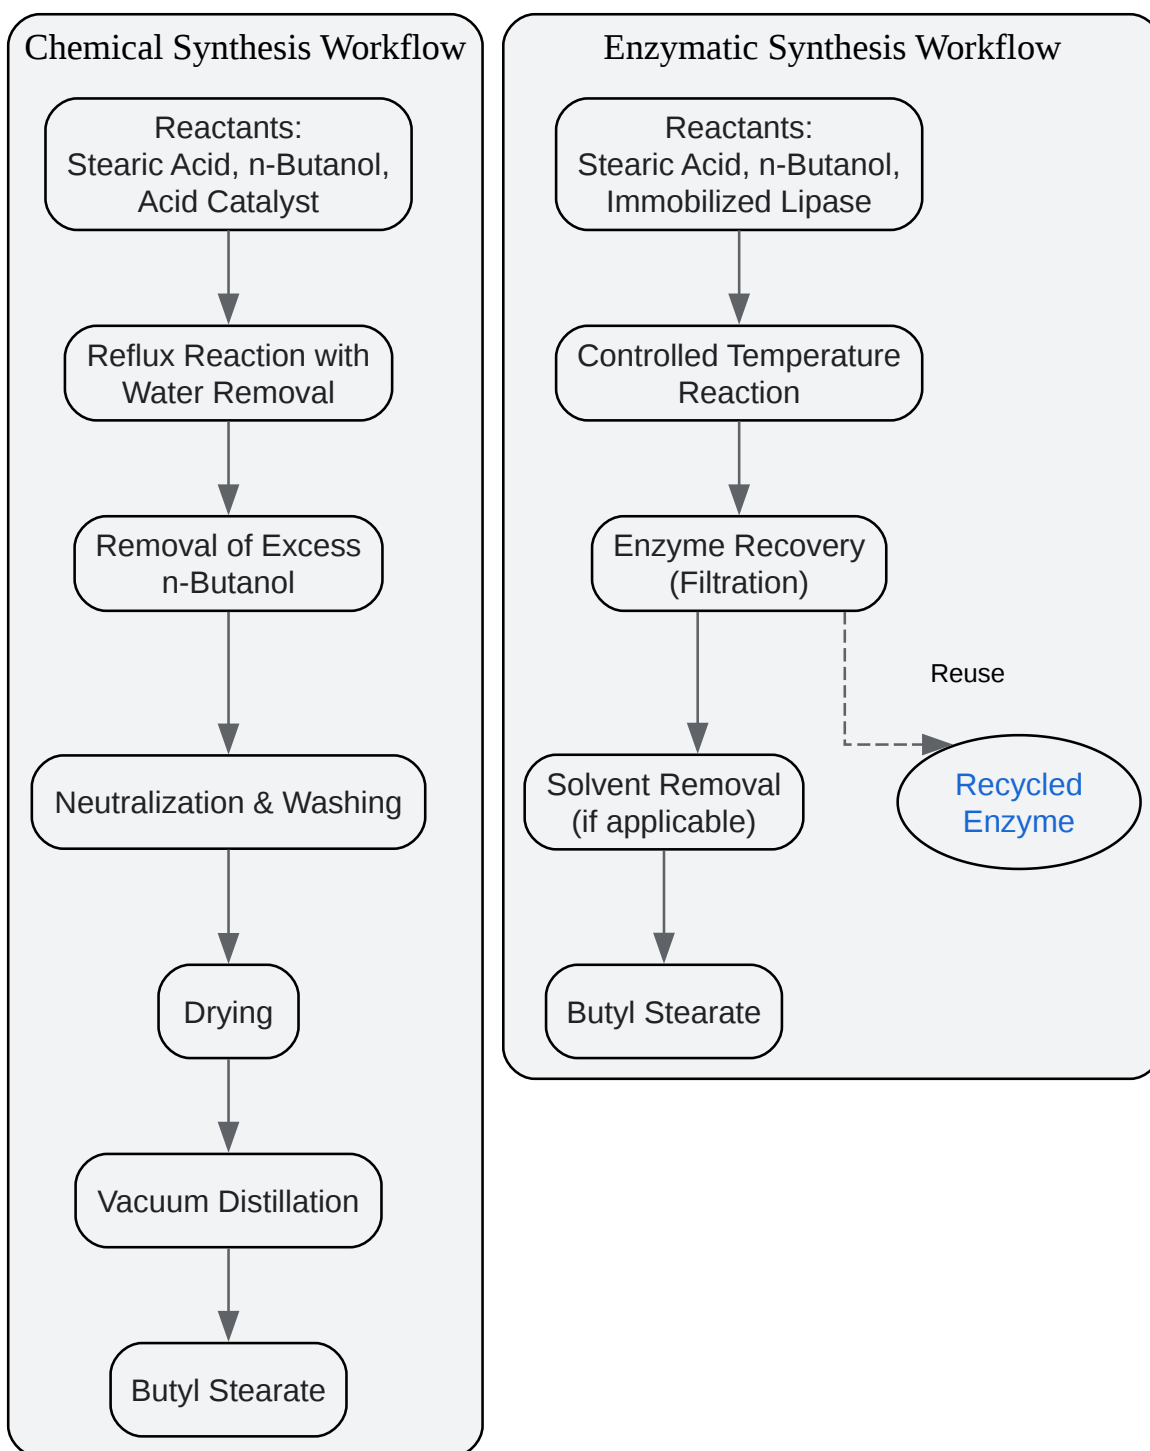 Chemical Synthesis Workflow
Reactants:
Stearic Acid, n-Butanol,
Acid Catalyst
Reflux Reaction with
Water Removal
Removal of Excess
n-Butanol
Neutralization & Washing
Drying
Vacuum Distillation
Butyl Stearate
Enzymatic Synthesis Workflow
Reactants:
Stearic Acid, n-Butanol,
Immobilized Lipase
Controlled Temperature
Reaction
Enzyme Recovery
(Filtration)
Reuse
Solvent Removal
(if applicable)
Recycled
Enzyme
Butyl Stearate